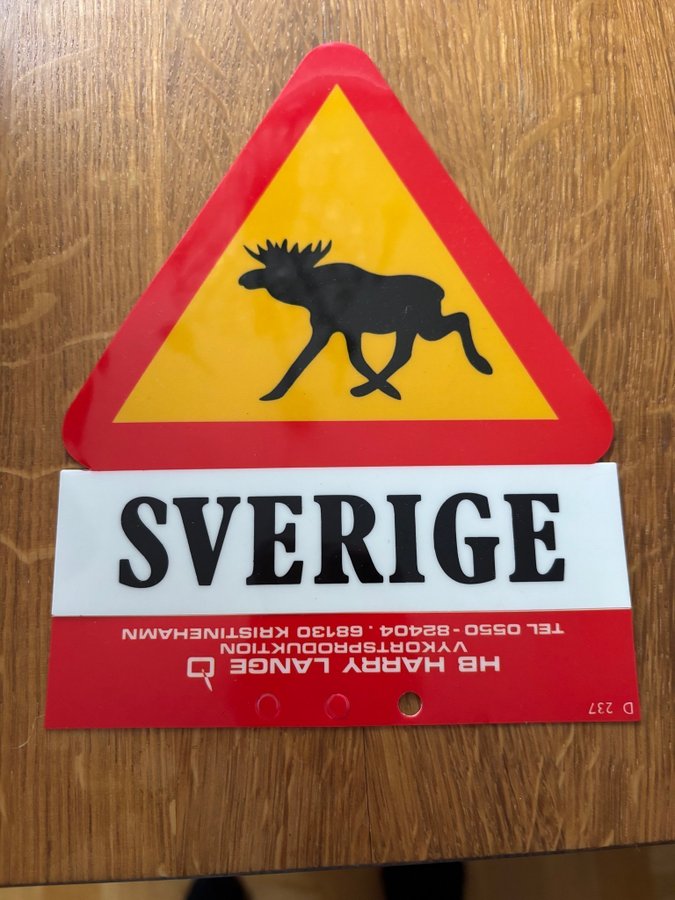 SVERIGE
HB HARRY LANGE
VYKORTSPRODUKTION
TEL 0550-82404. 68130 KRISTINEHAMN
D 237